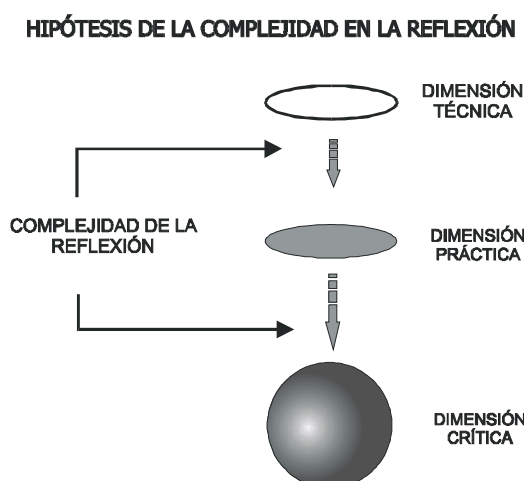 HIPÓTESIS DE LA COMPLEJIDAD EN LA REFLEXIÓN
DIMENSIÓN
TÉCNICA
COMPLEJIDAD DE LA
REFLEXIÓN
DIMENSIÓN
PRÁCTICA
DIMENSIÓN
CRÍTICA